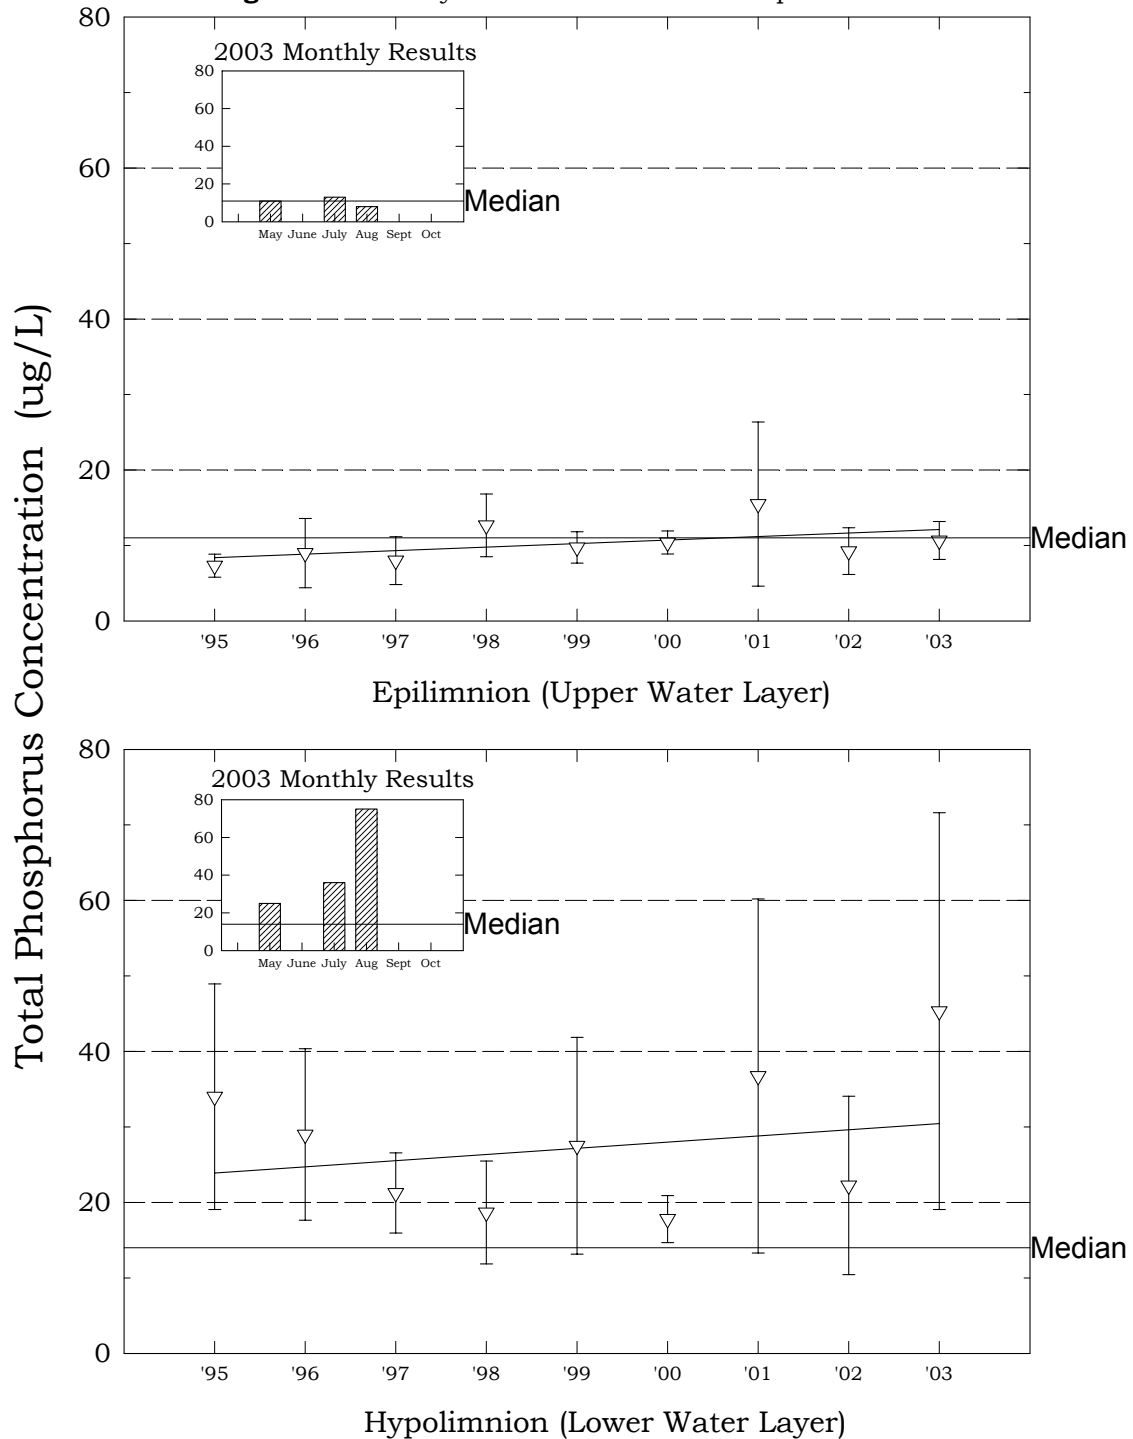 80
2003 Monthly Results
80
60
40
20
0
Median
May June July Aug Sept Oct
60
40
20
0
Median
'95 '96 '97 '98 '99 '00 '01 '02 '03
Epilimnion (Upper Water Layer)
Total Phosphorus Concentration (ug/L)
80
2003 Monthly Results
80
60
40
20
0
Median
May June July Aug Sept Oct
60
40
20
0
Median
'95 '96 '97 '98 '99 '00 '01 '02 '03
Hypolimnion (Lower Water Layer)